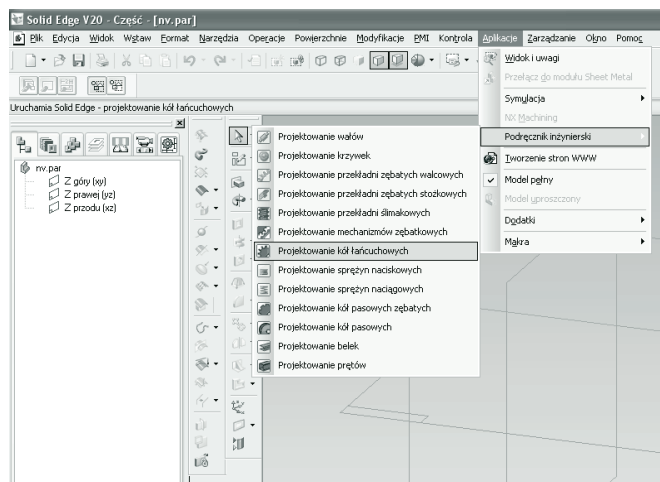 Solid Edge V20 - Część - [nv.par]
Plik Edycja Widok Wstaw Format Narzędzia Operacje Powierzchnie Modyfikacje PMI Kontrola Aplikacje Zarządzanie Okno Pomoc
Widok i uwagi
Przełącz do modułu Sheet Metal
Symulacja
NX Machining
Podręcznik inżynierski
Tworzenie stron WWW
Model pełny
Model uproszczony
Dodatki
Makra
Uruchamia Solid Edge - projektowanie kół łańcuchowych
nv.par
Z góry (xy)
Z prawej (yz)
Z przodu (xz)
Projektowanie wałów
Projektowanie krzywek
Projektowanie przekładni zębatych walcowych
Projektowanie przekładni zębatych stożkowych
Projektowanie przekładni ślimakowych
Projektowanie mechanizmów zębatkowych
Projektowanie kół łańcuchowych
Projektowanie sprężyn naciskowych
Projektowanie sprężyn naciągowych
Projektowanie kół pasowych zębatych
Projektowanie kół pasowych
Projektowanie belek
Projektowanie prętów